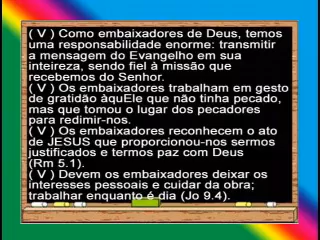 ( V ) Como embaixadores de Deus, temos
uma responsabilidade enorme: transmitir
a mensagem do Evangelho em sua
inteireza, sendo fiel à missão que
recebemos do Senhor.
( V ) Os embaixadores trabalham em gesto
de gratidão àquEle que não tinha pecado,
mas que tomou o lugar dos pecadores
para redimir-nos.
( V ) Os embaixadores reconhecem o ato
de JESUS que proporcionou-nos sermos
justificados e termos paz com Deus
(Rm 5.1).
( V ) Devem os embaixadores deixar os
interesses pessoais e cuidar da obra;
trabalhar enquanto é dia (Jo 9.4).